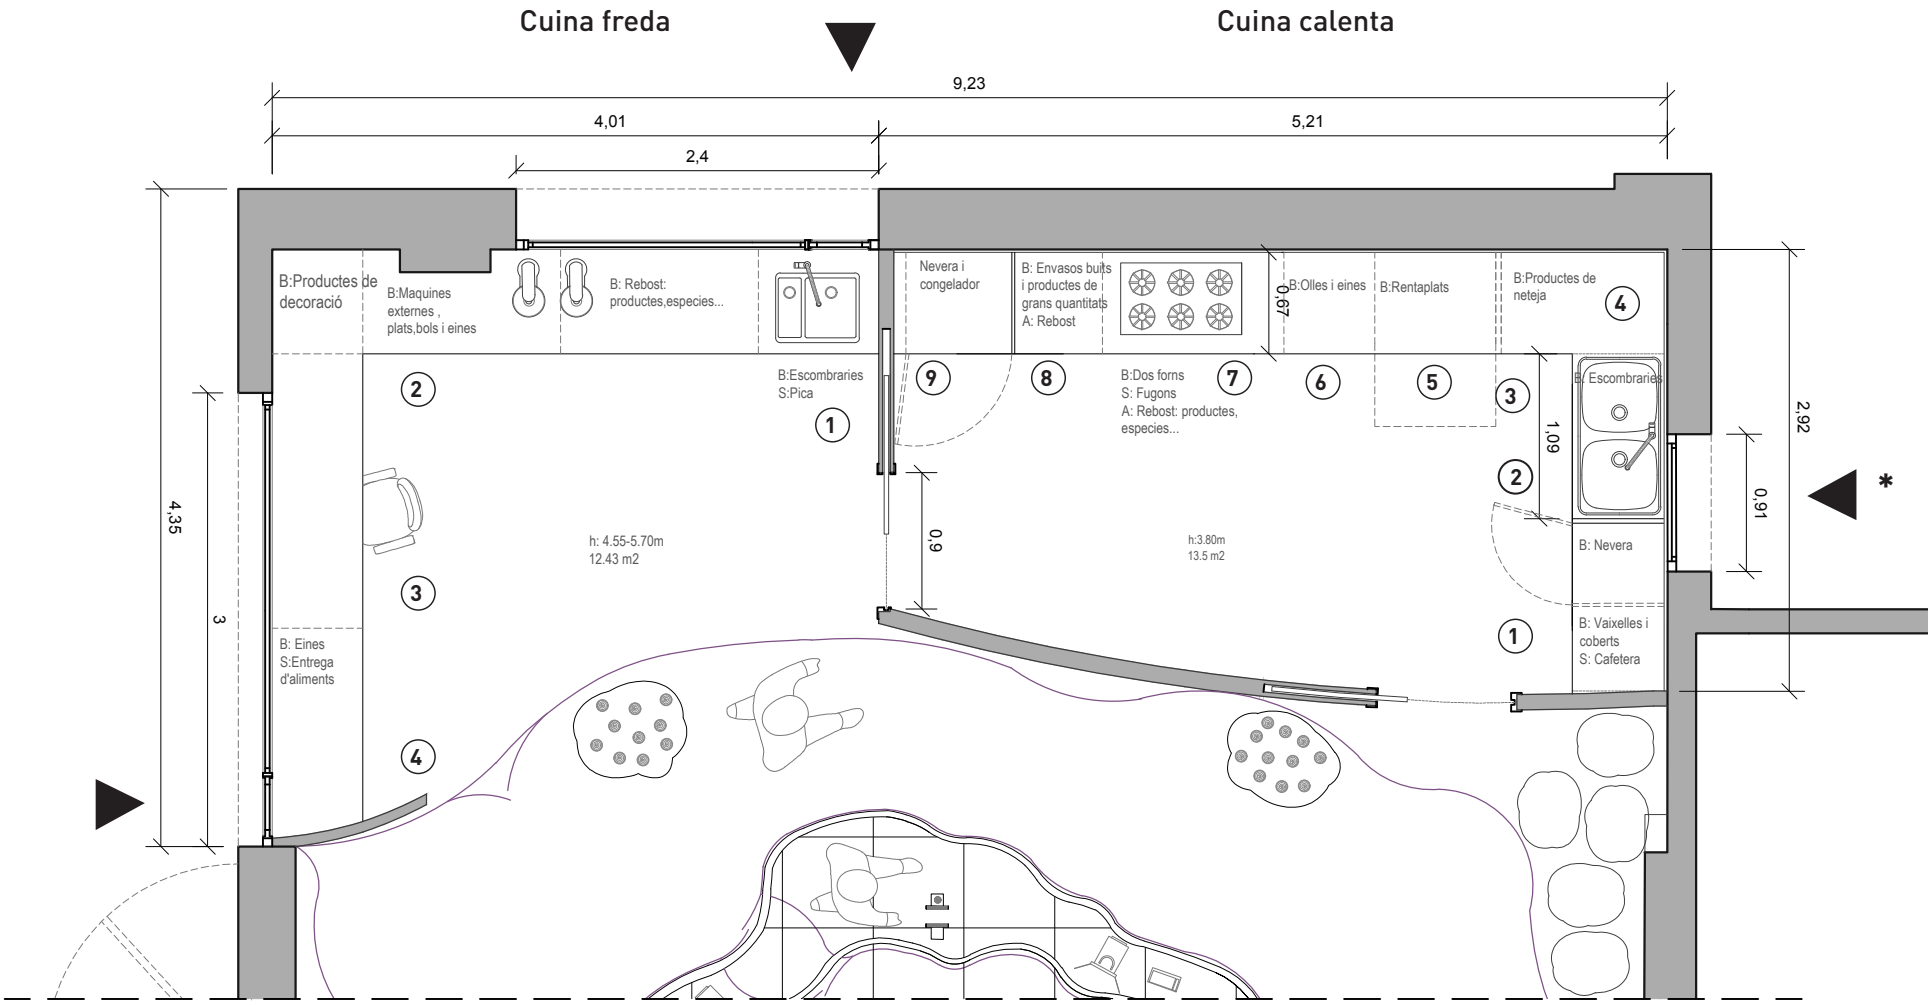 Cuina freda
Cuina calenta
9,23
4,01
5,21
2,4
B:Productes de
decoració
B:Maquines
externes ,
plats,bols i eines
B: Rebost:
productes,especies...
Nevera i
congelador
B: Envasos buits
i productes de
grans quantitats
A: Rebost
0,67
B:Olles i eines
B:Rentaplats
B:Productes de
neteja
4
2
B:Escombraries
S:Pica
1
9
8
B:Dos forns
S: Fugons
A: Rebost: productes,
especies...
7
6
5
3
B: Escombraries
1,09
2,92
2
0,91
*
4,35
3
h: 4.55-5.70m
12.43 m2
0,9
h:3.80m
13.5 m2
B: Nevera
3
1
B: Vaixelles i
coberts
S: Cafetera
B: Eines
S:Entrega
d'aliments
4